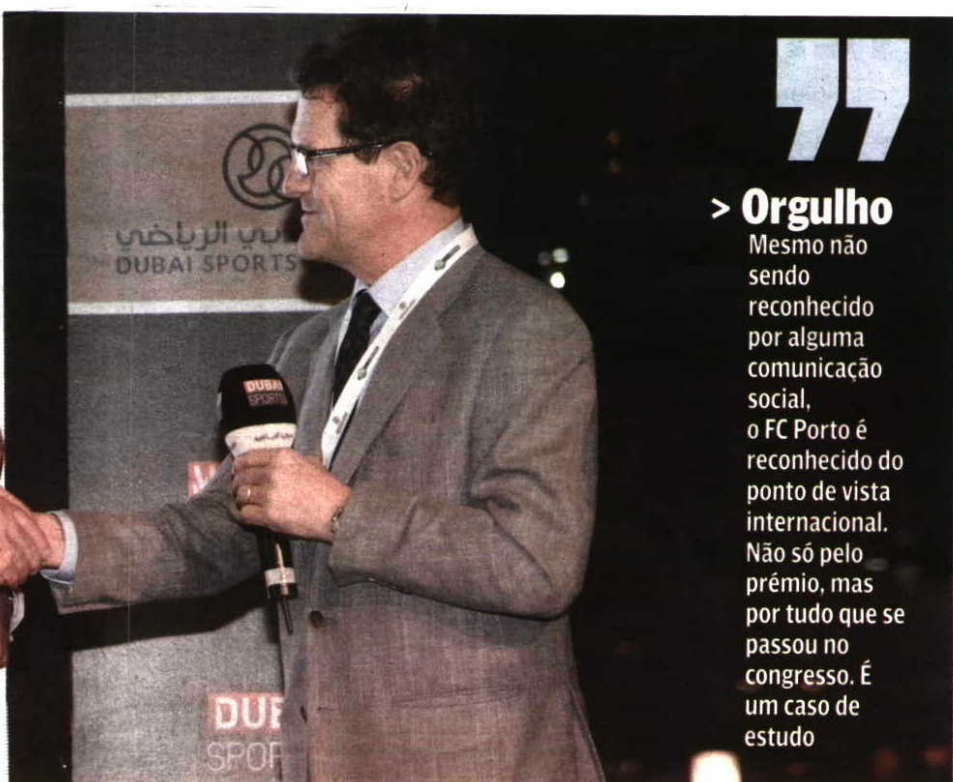 دبي الرياضي
DUBAI SPORTS
DUBAI
SPORTS
DUB
SPOR
”
> Orgulho
Mesmo não
sendo
reconhecido
por alguma
comunicação
social,
o FC Porto é
reconhecido do
ponto de vista
internacional.
Não só pelo
prémio, mas
por tudo que se
passou no
congresso. É
um caso de
estudo